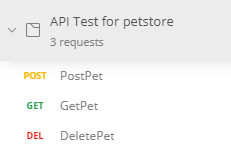 API Test for petstore
3 requests
POST PostPet
GET GetPet
DEL DeletePet